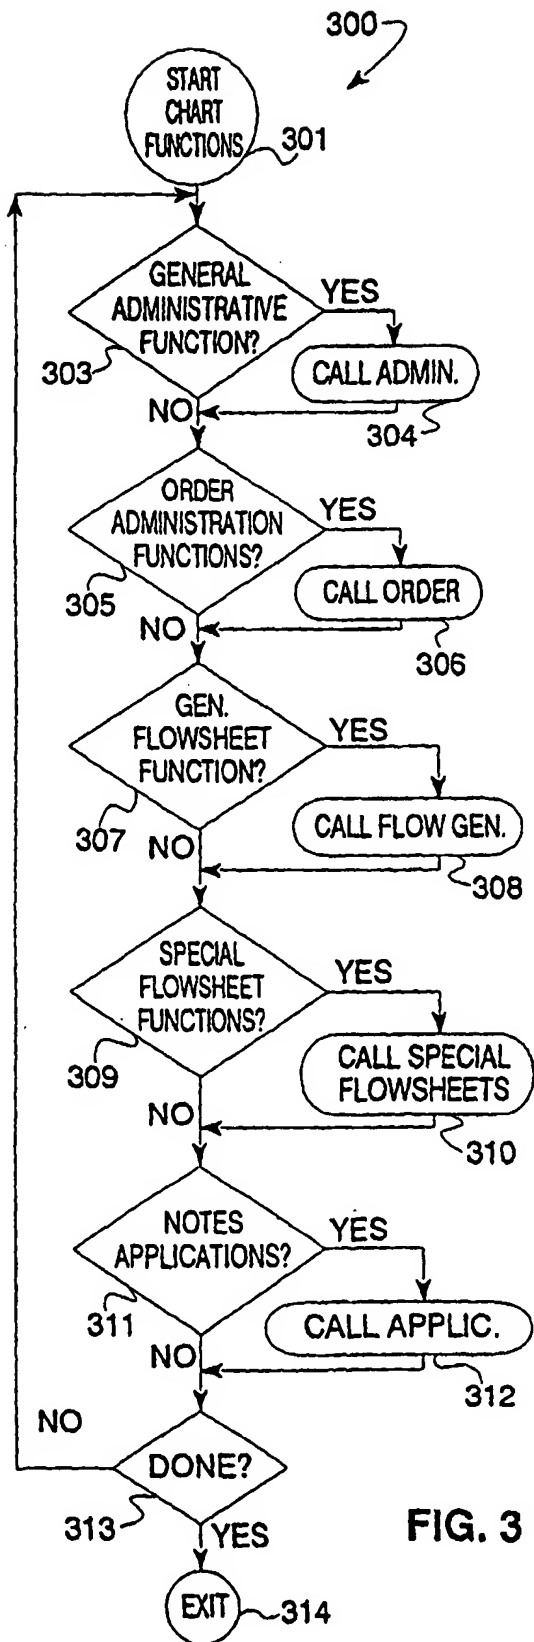 300
START
CHART
FUNCTIONS
301
GENERAL
ADMINISTRATIVE
FUNCTION?
YES
303
CALL ADMIN.
NO
304
ORDER
ADMINISTRATION
FUNCTIONS?
YES
305
CALL ORDER
NO
306
GEN.
FLOWSHEET
FUNCTION?
YES
307
CALL FLOW GEN.
NO
308
SPECIAL
FLOWSHEET
FUNCTIONS?
YES
309
CALL SPECIAL
FLOWSHEETS
NO
310
NOTES
APPLICATIONS?
YES
311
CALL APPLIC.
NO
312
NO
DONE?
313
YES
FIG. 3
EXIT
314